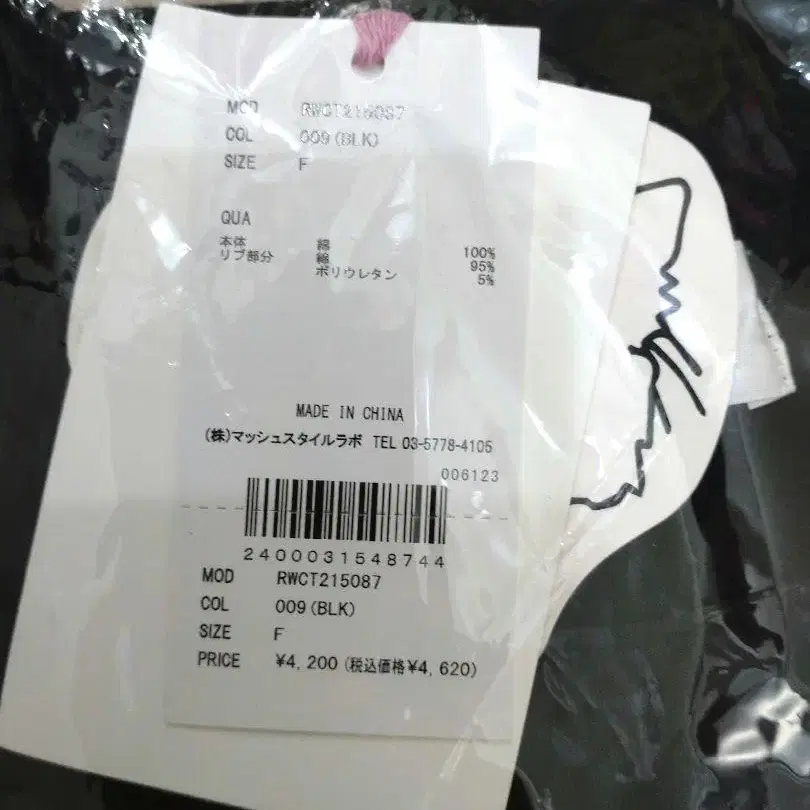 MOD RWCT215087
COL 009(BLK)
SIZE F
QUA
本体 綿 100%
リブ部分 綿 95%
ポリウレタン 5%
MADE IN CHINA
(株)マッシュスタイルラボ TEL 03-5778-4105
006123
2400031548744
MOD RWCT215087
COL 009(BLK)
SIZE F
PRICE ¥4,200(税込価格¥4,620)